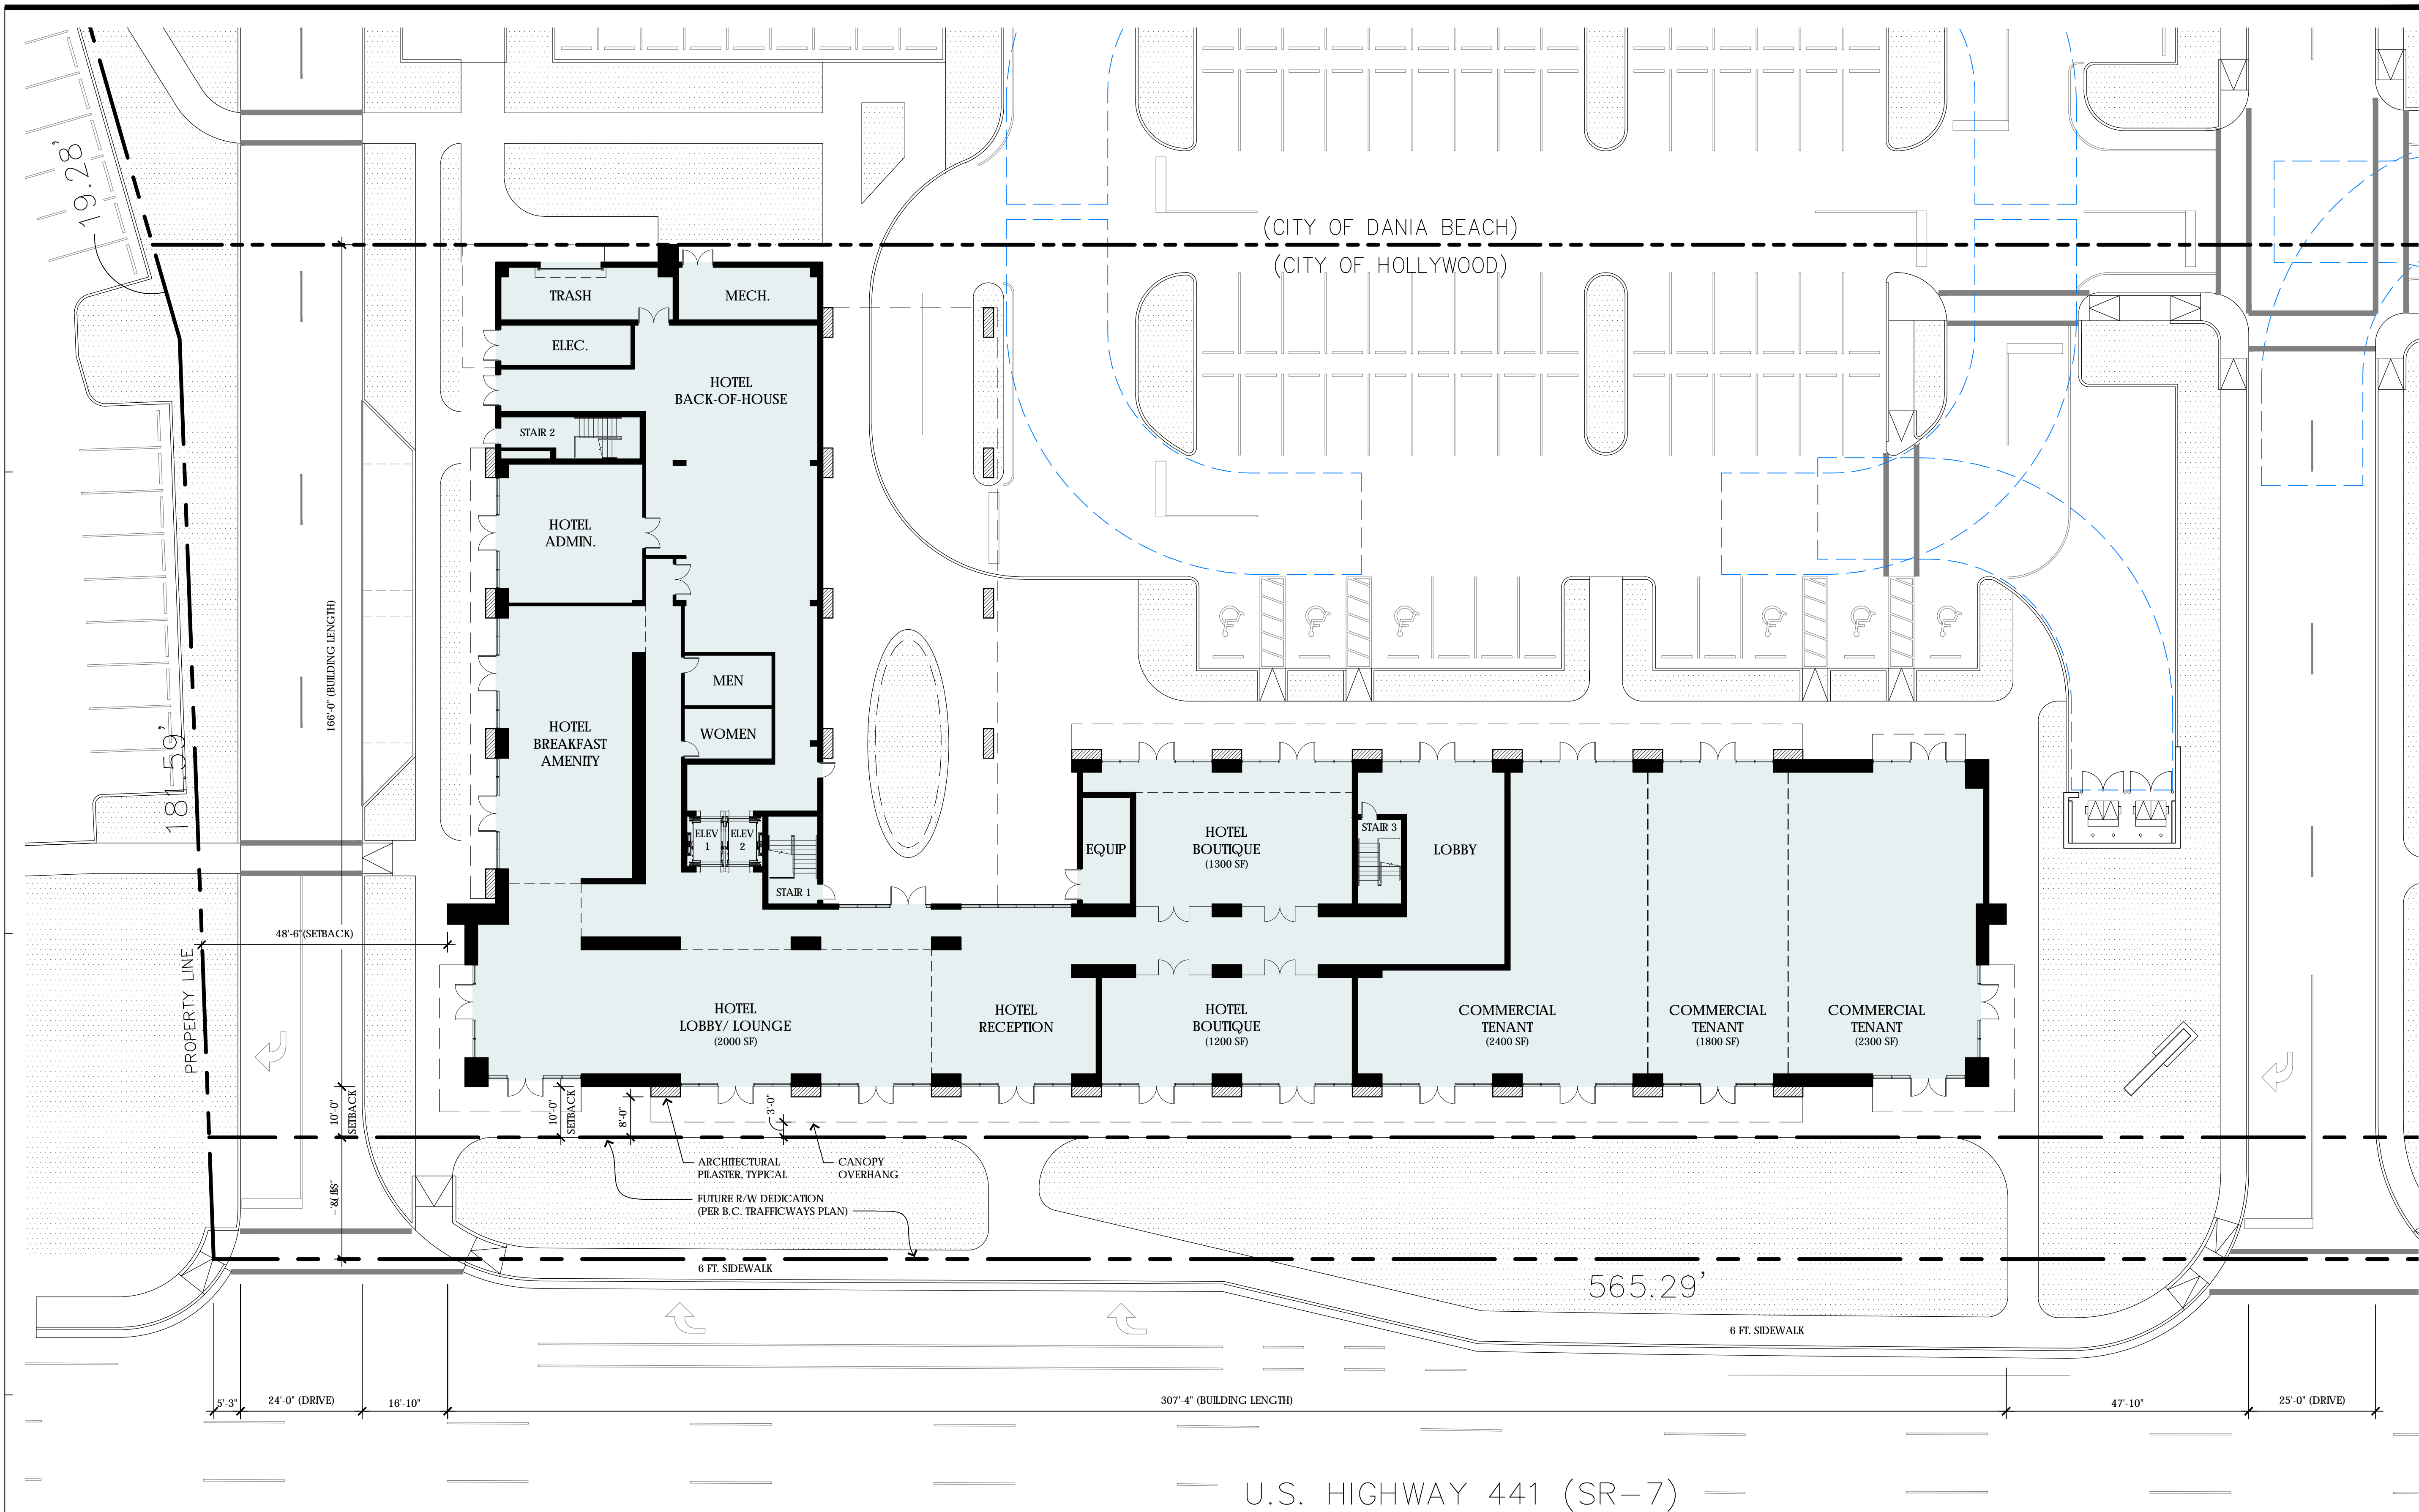 19.28'
(CITY OF DANIA BEACH)
(CITY OF HOLLYWOOD)
TRASH
MECH.
ELEC.
HOTEL
BACK-OF-HOUSE
STAIR 2
HOTEL
ADMIN.
166'-0" (BUILDING LENGTH)
MEN
WOMEN
HOTEL
BREAKFAST
AMENITY
181.59'
ELEV
1
ELEV
2
STAIR 1
EQUIP
HOTEL
BOUTIQUE
(1300 SF)
STAIR 3
LOBBY
48'-6"(SETBACK)
PROPERTY LINE
HOTEL
LOBBY/ LOUNGE
(2000 SF)
HOTEL
RECEPTION
HOTEL
BOUTIQUE
(1200 SF)
COMMERCIAL
TENANT
(2400 SF)
COMMERCIAL
TENANT
(1800 SF)
COMMERCIAL
TENANT
(2300 SF)
10'-0"
SETBACK
10'-0"
SETBACK
8'-0"
3'-0"
ARCHITECTURAL
PILASTER, TYPICAL
CANOPY
OVERHANG
FUTURE R/W DEDICATION
(PER B.C. TRAFFICWAYS PLAN)
6 FT. SIDEWALK
565.29'
6 FT. SIDEWALK
5'-3"
24'-0" (DRIVE)
16'-10"
307'-4" (BUILDING LENGTH)
47'-10"
25'-0" (DRIVE)
U.S. HIGHWAY 441 (SR-7)